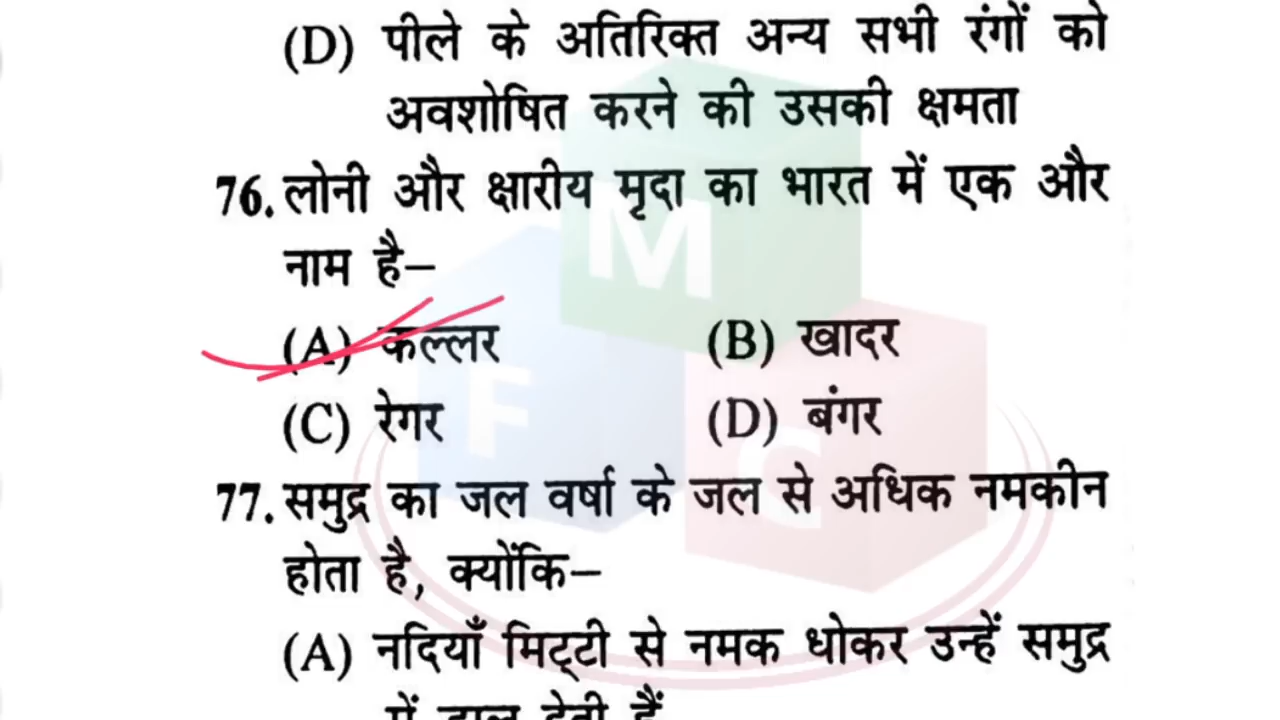 (D) पीले के अतिरिक्त अन्य सभी रंगों को
अवशोषित करने की उसकी क्षमता
76. लोनी और क्षारीय मृदा का भारत में एक और
नाम है–
(A) कल्लर (B) खादर
(C) रेगर (D) बंगर
77. समुद्र का जल वर्षा के जल से अधिक नमकीन
होता है, क्योंकि–
(A) नदियाँ मिट्टी से नमक धोकर उन्हें समुद्र
में डाल देती हैं
M
F
C